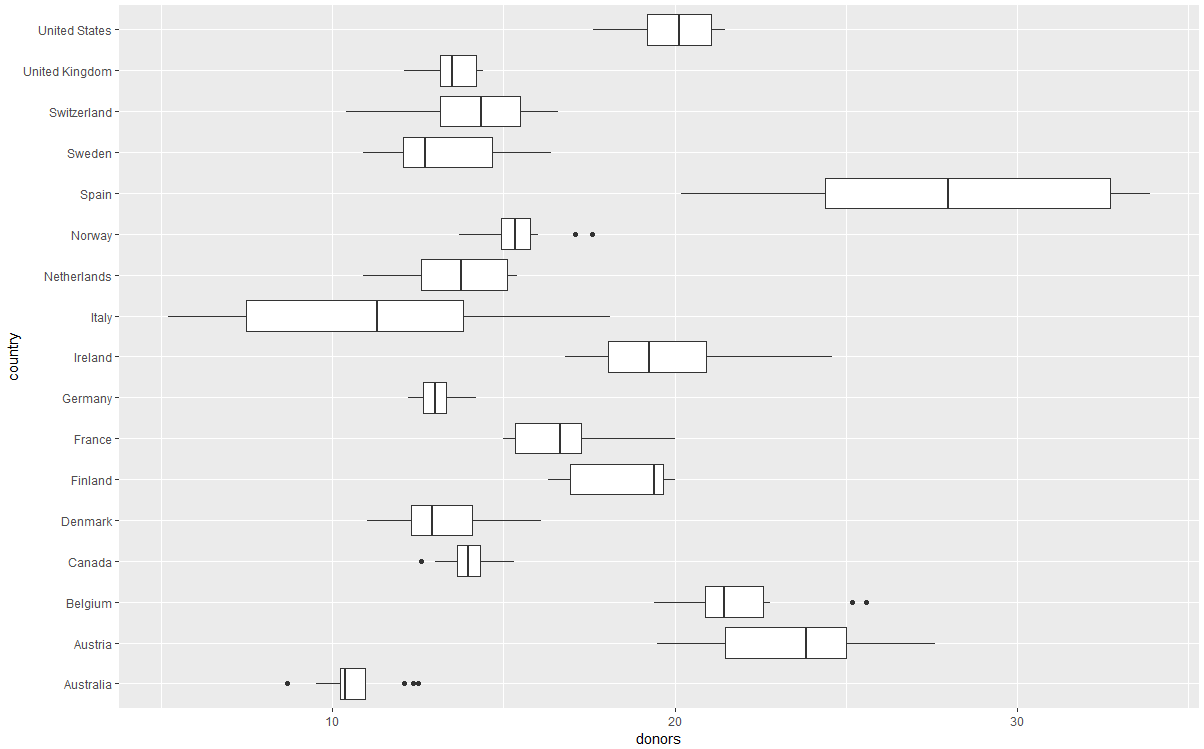 United States
United Kingdom
Switzerland
Sweden
Spain
Norway
Netherlands
Italy
Ireland
Germany
France
Finland
Denmark
Canada
Belgium
Austria
Australia
country
10 20 30
donors